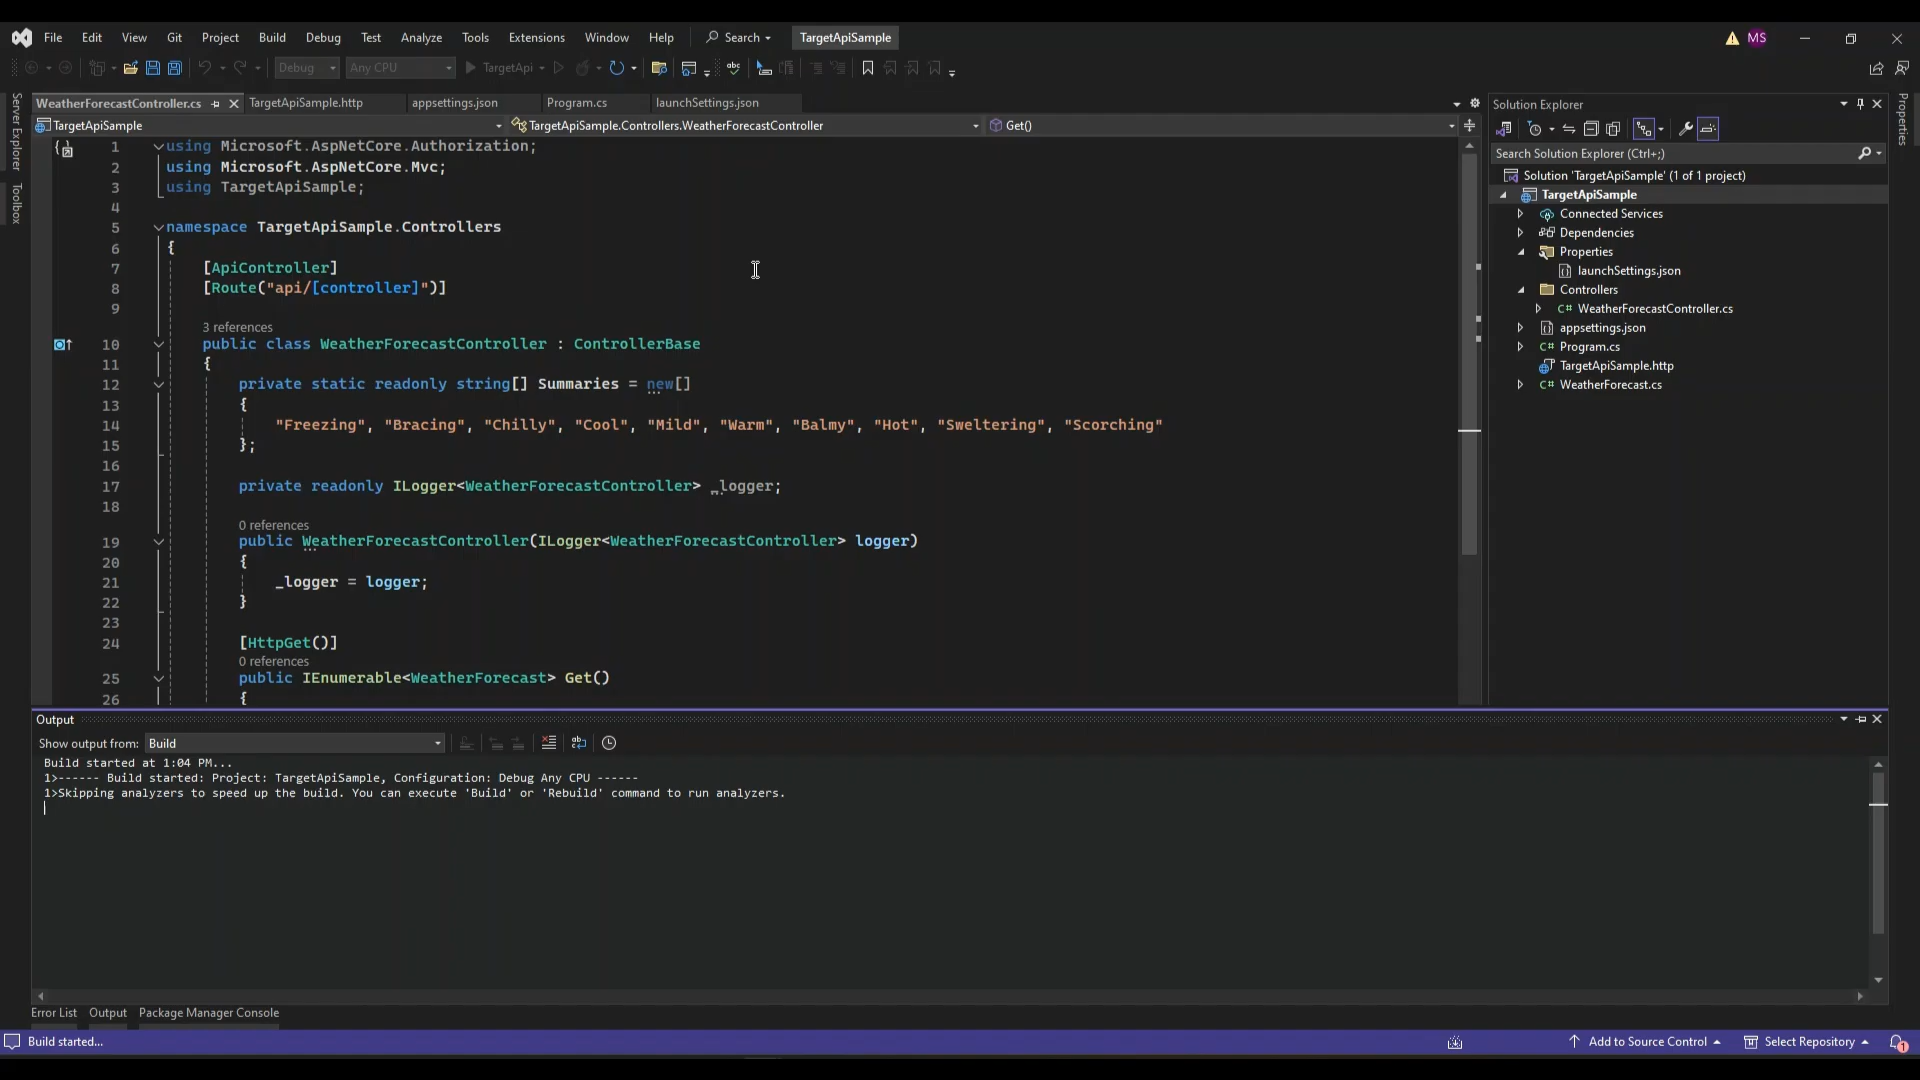 File Edit View Git Project Build Debug Test Analyze Tools Extensions Window Help Search TargetApiSample MS
Debug Any CPU TargetApi
Server Explorer
Toolbox
WeatherForecastController.cs TargetApiSample.http appsettings.json Program.cs launchSettings.json
TargetApiSample TargetApiSample.Controllers.WeatherForecastController Get()
1 using Microsoft.AspNetCore.Authorization;
2 using Microsoft.AspNetCore.Mvc;
3 using TargetApiSample;
4
5 namespace TargetApiSample.Controllers
6 {
7 [ApiController]
8 [Route("api/[controller]")]
9
3 references
10 public class WeatherForecastController : ControllerBase
11 {
12 private static readonly string[] Summaries = new[]
13 {
14 "Freezing", "Bracing", "Chilly", "Cool", "Mild", "Warm", "Balmy", "Hot", "Sweltering", "Scorching"
15 };
16
17 private readonly ILogger<WeatherForecastController> _logger;
18
0 references
19 public WeatherForecastController(ILogger<WeatherForecastController> logger)
20 {
21 _logger = logger;
22 }
23
24 [HttpGet()]
0 references
25 public IEnumerable<WeatherForecast> Get()
26 {
Solution Explorer
Search Solution Explorer (Ctrl+;)
Solution 'TargetApiSample' (1 of 1 project)
TargetApiSample
Connected Services
Dependencies
Properties
launchSettings.json
Controllers
C# WeatherForecastController.cs
appsettings.json
C# Program.cs
TargetApiSample.http
C# WeatherForecast.cs
Properties
Output
Show output from: Build
Build started at 1:04 PM...
1>------ Build started: Project: TargetApiSample, Configuration: Debug Any CPU ------
1>Skipping analyzers to speed up the build. You can execute 'Build' or 'Rebuild' command to run analyzers.
Error List Output Package Manager Console
Build started... Add to Source Control Select Repository 1